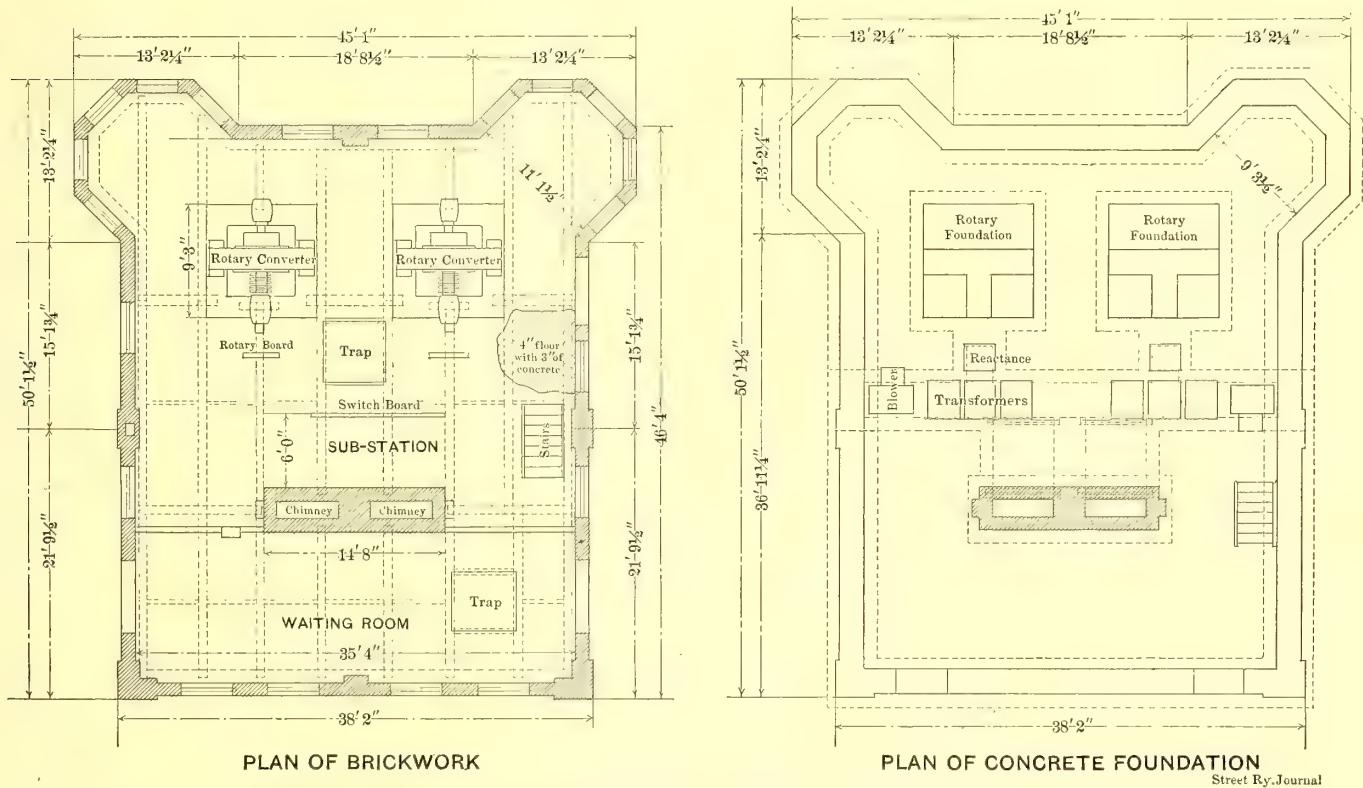 45'1"
13'2¼"
18'8½"
13'2¼"
13'2¼"
11'1½"
9'3"
Rotary Converter
Rotary Converter
15'1¾"
50'1½"
Rotary Board
Trap
4" floor
with 3" of
concrete
15'1¾"
Switch Board
6'0"
SUB-STATION
Stairs
46'4"
Chimney
Chimney
21'9½"
14'8"
21'9½"
Trap
WAITING ROOM
35'4"
38'2"
PLAN OF BRICKWORK
45'1"
13'2¼"
18'8½"
13'2¼"
13'2¼"
9'3½"
Rotary
Foundation
Rotary
Foundation
50'1½"
Reactance
Blower
Transformers
36'11¼"
38'2"
PLAN OF CONCRETE FOUNDATION
Street Ry. Journal